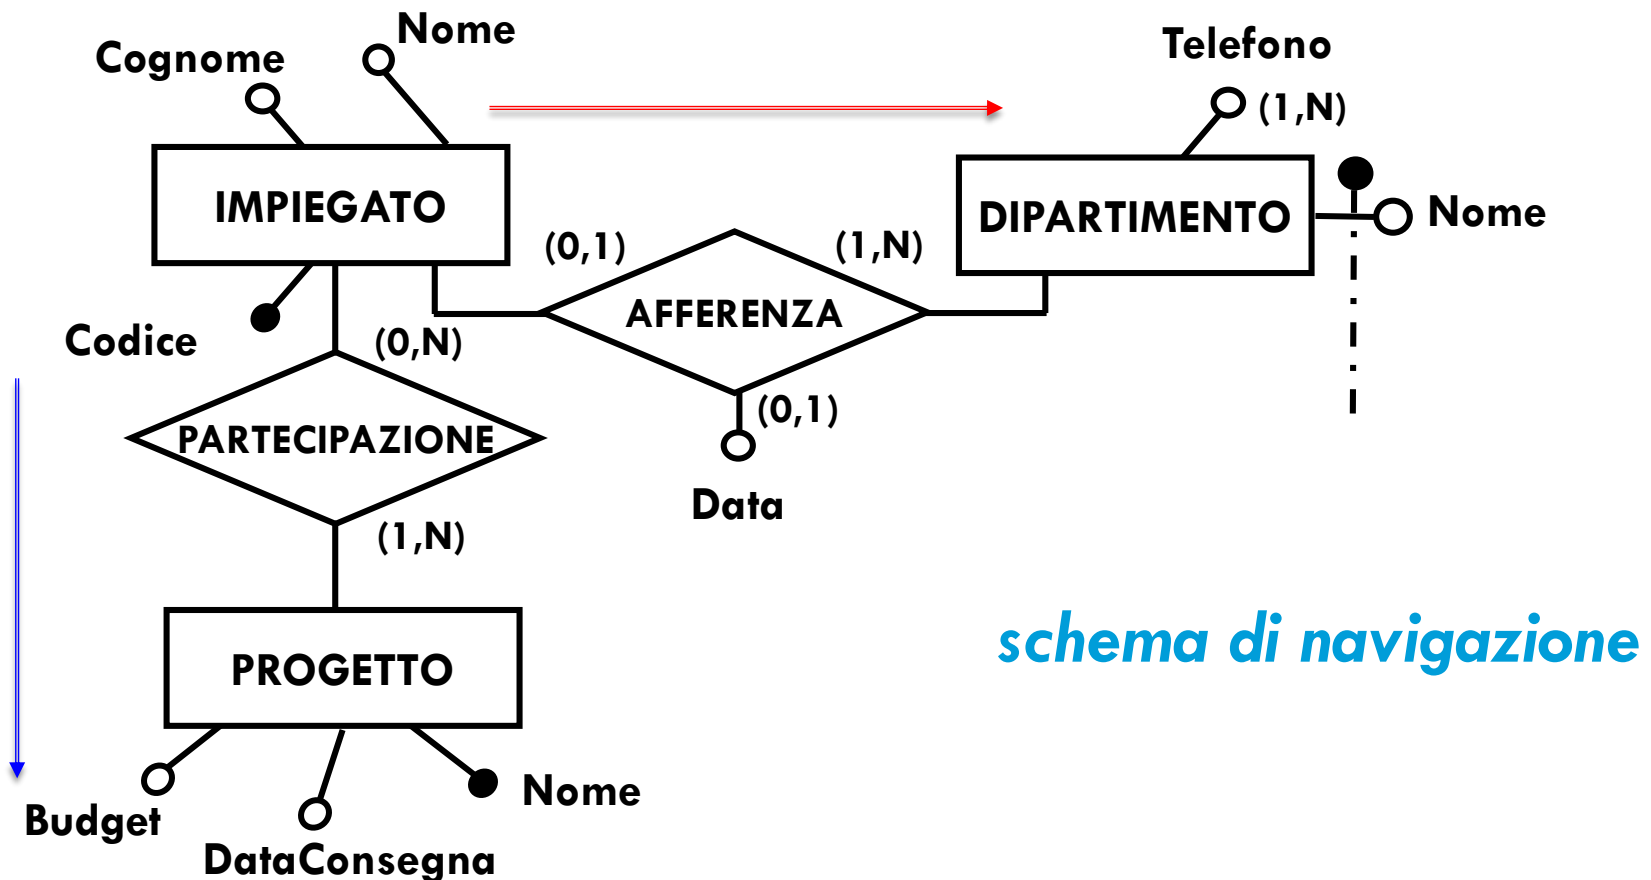 Nome
Cognome
Telefono
(1,N)
IMPIEGATO
DIPARTIMENTO
Nome
(0,1)
(1,N)
AFFERENZA
Codice
(0,N)
(0,1)
PARTECIPAZIONE
Data
(1,N)
schema di navigazione
PROGETTO
Nome
Budget
DataConsegna